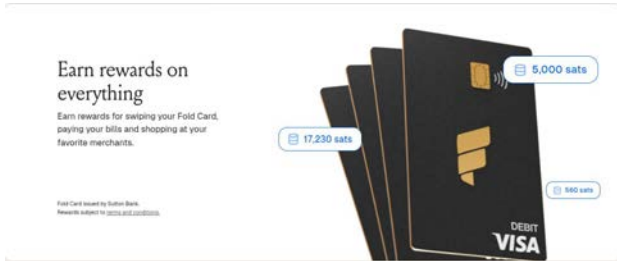 Earn rewards on
everything
Earn rewards for swiping your Fold Card,
paying your bills and shopping at your
favorite merchants.
Fold Card issued by Sutton Bank.
Rewards subject to terms and conditions.
5,000 sats
17,230 sats
560 sats
DEBIT
VISA